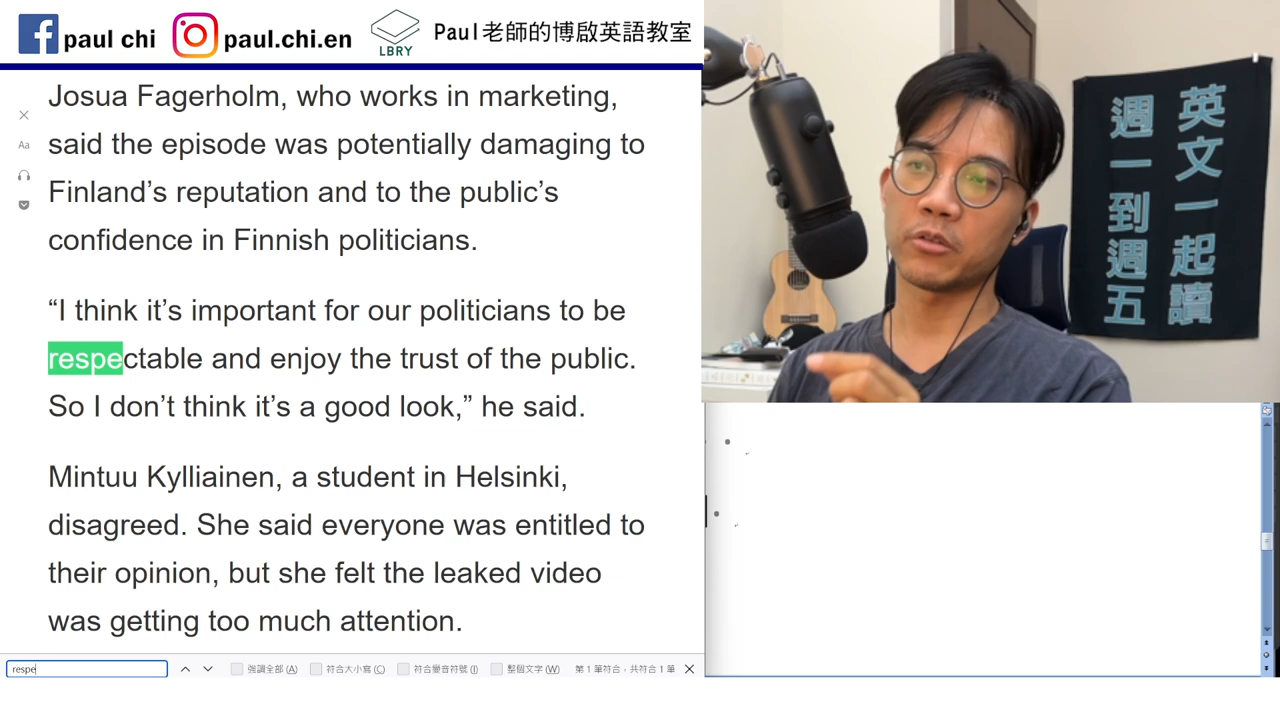 paul chi
paul.chi.en
LBRY
Paul老師的博啟英語教室
Josua Fagerholm, who works in marketing,
said the episode was potentially damaging to
Finland’s reputation and to the public’s
confidence in Finnish politicians.
“I think it’s important for our politicians to be
respectable and enjoy the trust of the public.
So I don’t think it’s a good look,” he said.
Mintuu Kylliainen, a student in Helsinki,
disagreed. She said everyone was entitled to
their opinion, but she felt the leaked video
was getting too much attention.
Aa
respe
強調全部 (A)
符合大小寫 (C)
符合變音符號 (I)
整個文字 (W)
第 1 筆符合，共符合 1 筆
英文一起讀
週一到週五